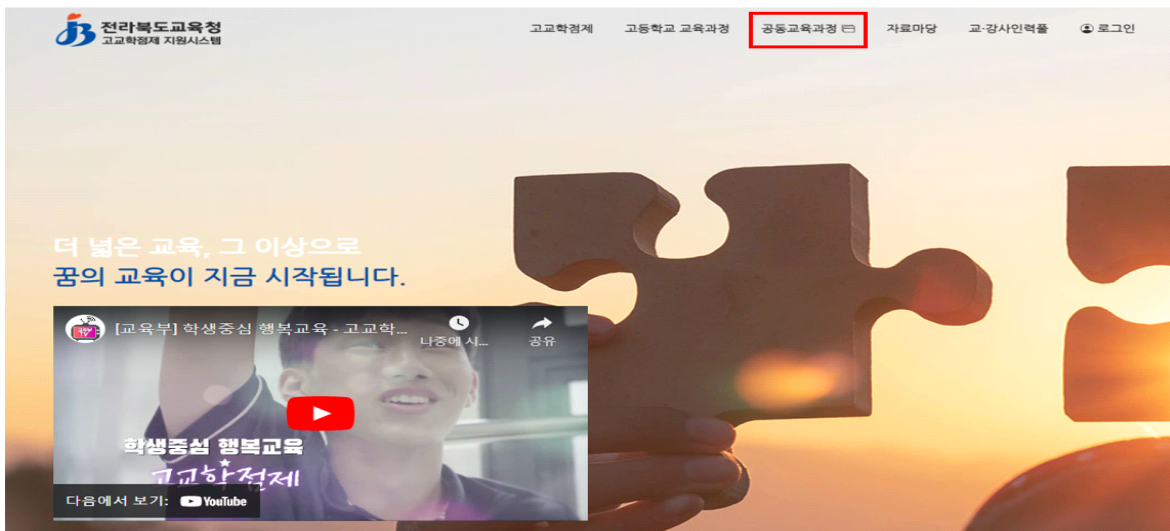 전라북도교육청
고교학점제 지원시스템
고교학점제 고등학교 교육과정 공동교육과정 자료마당 교·강사인력풀 로그인
더 넓은 교육, 그 이상으로
꿈의 교육이 지금 시작됩니다.
[교육부] 학생중심 행복교육 - 고교학...
나중에 시... 공유
학생중심 행복교육
고교학점제
다음에서 보기: YouTube